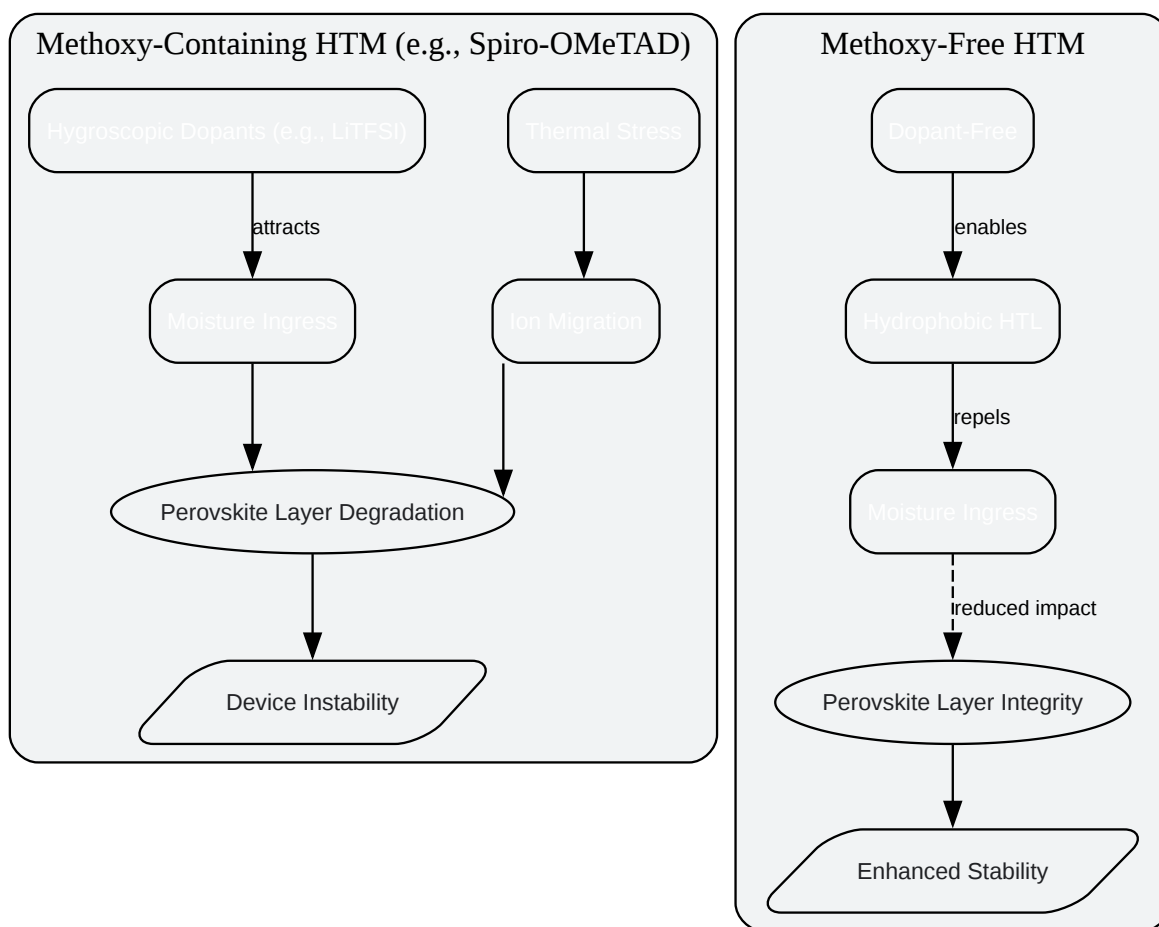 Methoxy-Containing HTM (e.g., Spiro-OMeTAD)
Hygroscopic Dopants (e.g., LiTFSI)
Thermal Stress
attracts
Moisture Ingress
Ion Migration
Perovskite Layer Degradation
Device Instability
Methoxy-Free HTM
Dopant-Free
enables
Hydrophobic HTL
repels
Moisture Ingress
reduced impact
Perovskite Layer Integrity
Enhanced Stability